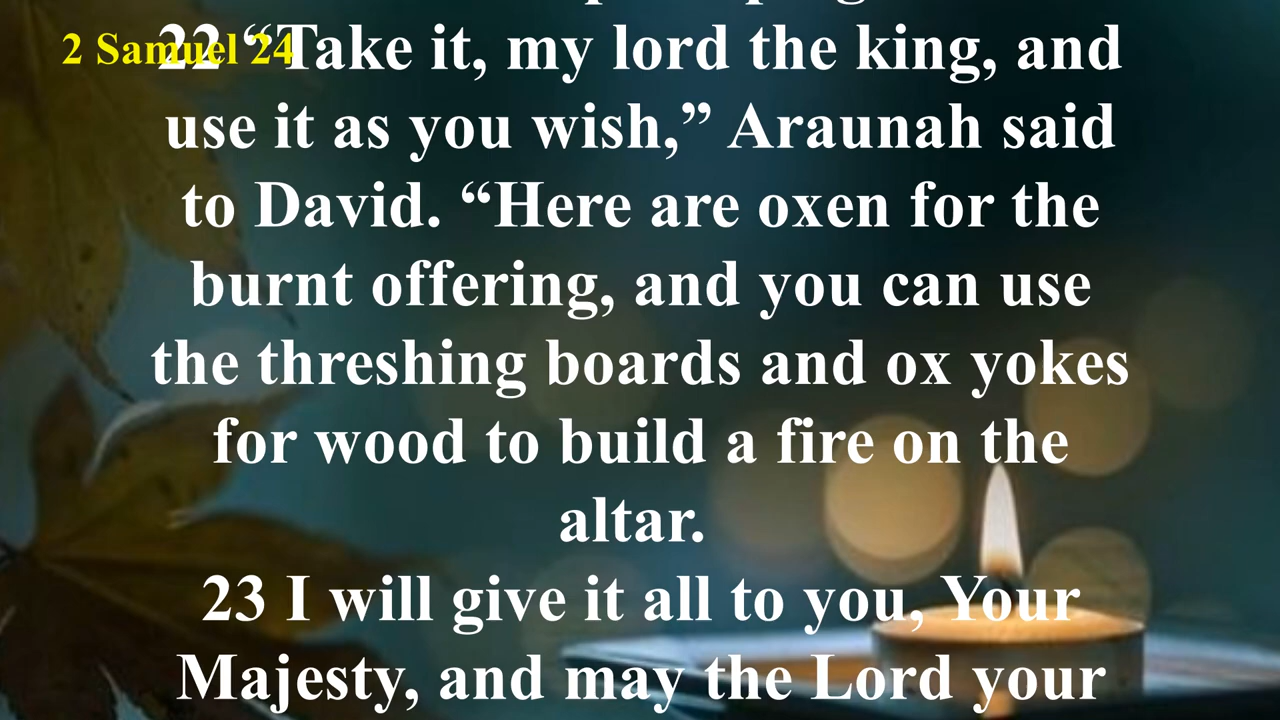 2 Samuel 24
22 “Take it, my lord the king, and
use it as you wish,” Araunah said
to David. “Here are oxen for the
burnt offering, and you can use
the threshing boards and ox yokes
for wood to build a fire on the
altar.
23 I will give it all to you, Your
Majesty, and may the Lord your